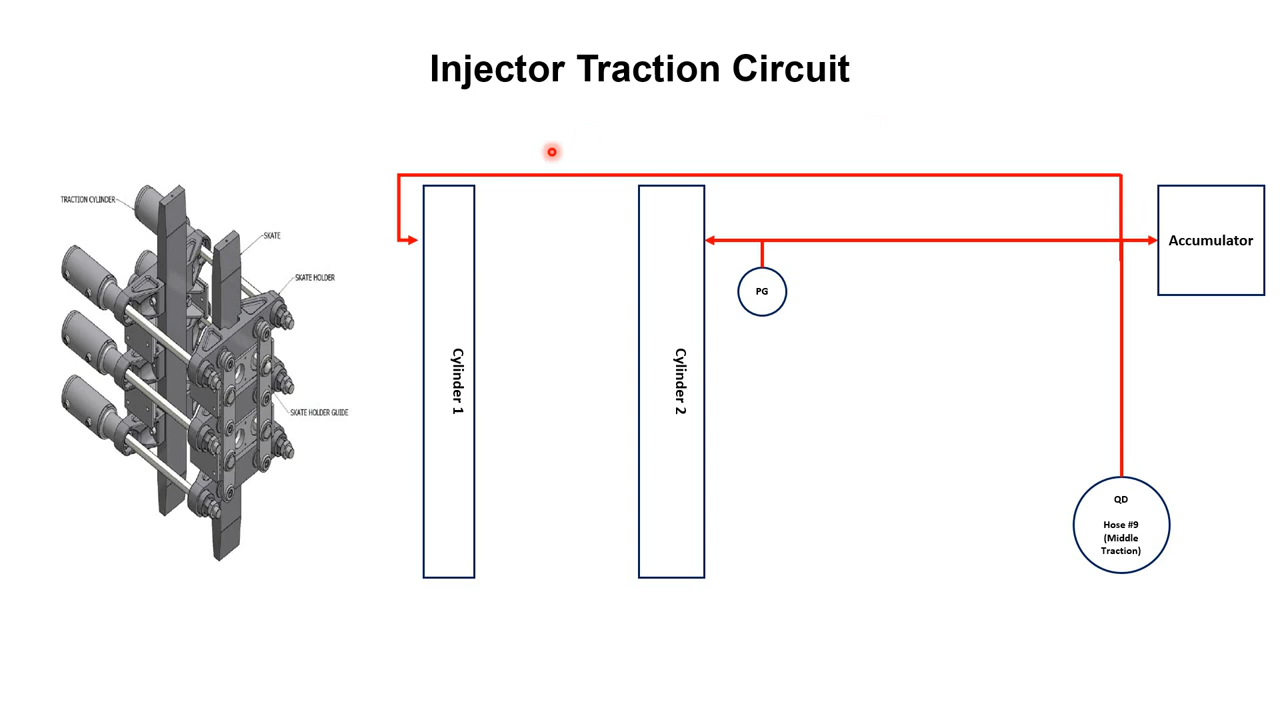 Injector Traction Circuit
TRACTION CYLINDER
SKATE
SKATE HOLDER
SKATE HOLDER GUIDE
Cylinder 1
Cylinder 2
PG
Accumulator
QD
Hose #9
(Middle
Traction)